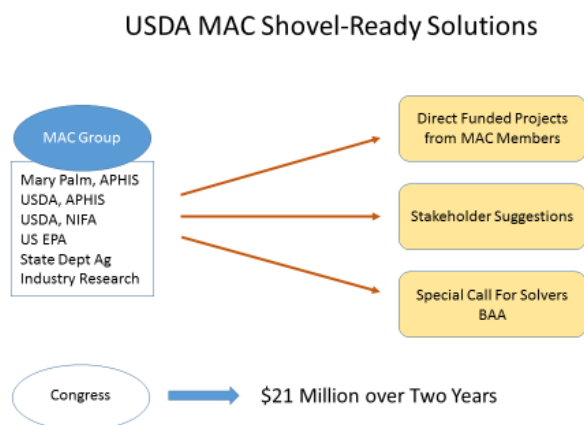 USDA MAC Shovel-Ready Solutions
MAC Group
Mary Palm, APHIS
USDA, APHIS
USDA, NIFA
US EPA
State Dept Ag
Industry Research
Direct Funded Projects
from MAC Members
Stakeholder Suggestions
Special Call For Solvers
BAA
Congress
$21 Million over Two Years